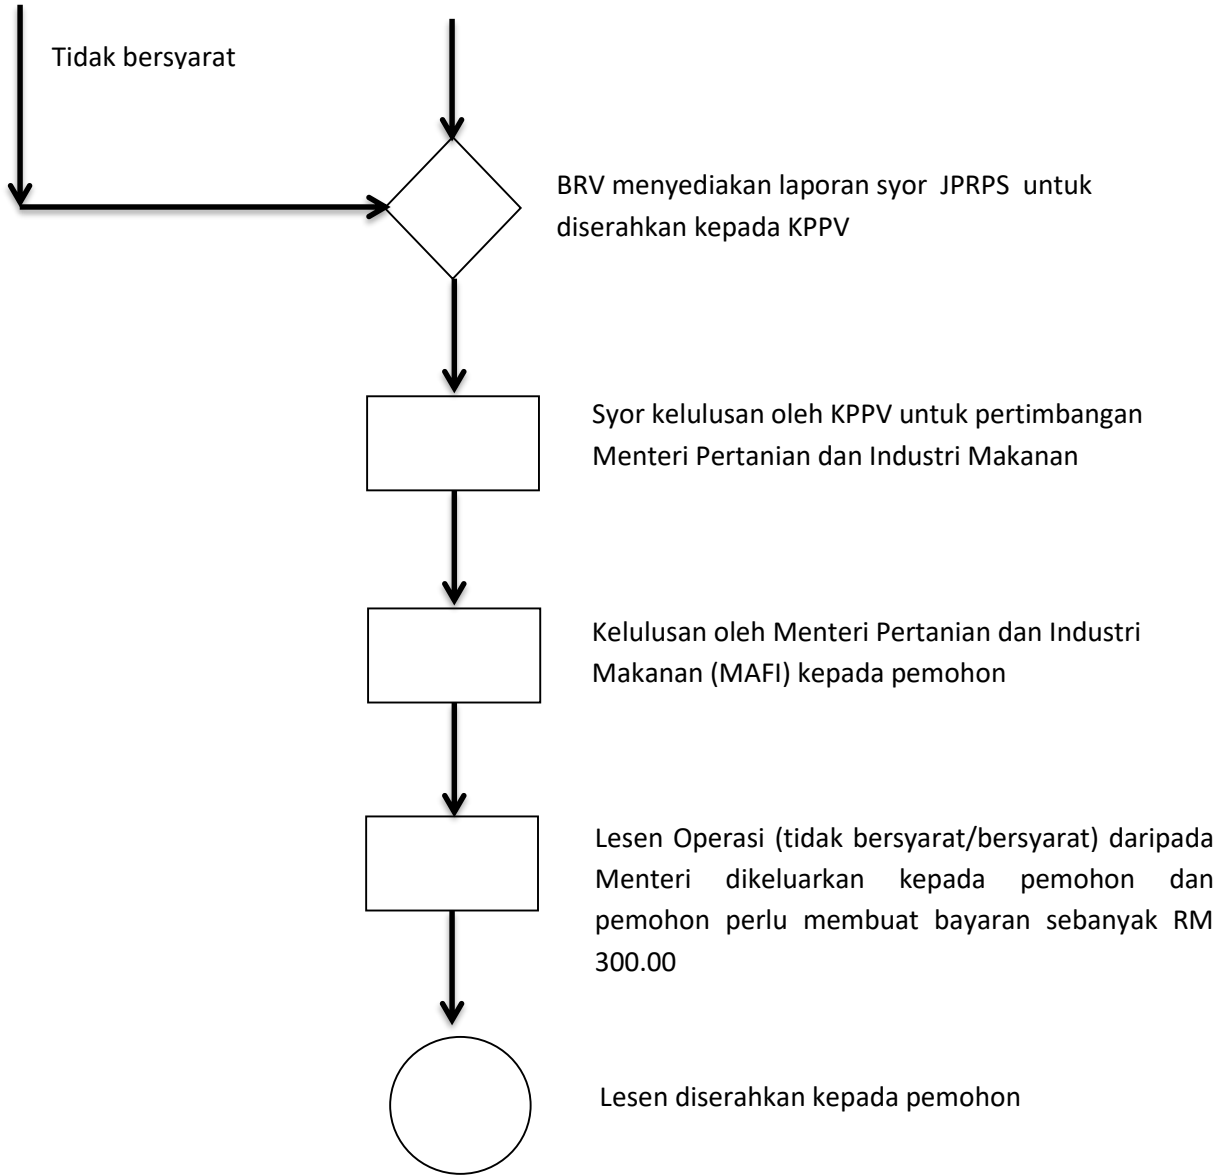 Tidak bersyarat
BRV menyediakan laporan syor JPRPS untuk
diserahkan kepada KPPV
Syor kelulusan oleh KPPV untuk pertimbangan
Menteri Pertanian dan Industri Makanan
Kelulusan oleh Menteri Pertanian dan Industri
Makanan (MAFI) kepada pemohon
Lesen Operasi (tidak bersyarat/bersyarat) daripada
Menteri dikeluarkan kepada pemohon dan
pemohon perlu membuat bayaran sebanyak RM
300.00
Lesen diserahkan kepada pemohon